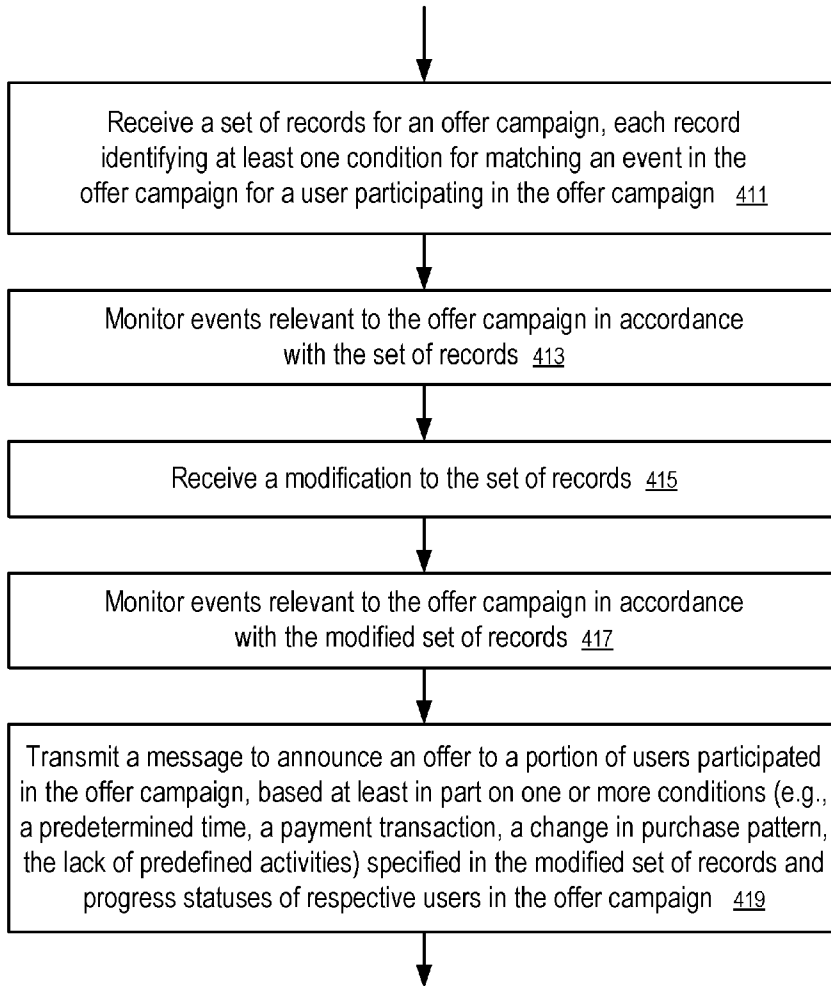 Receive a set of records for an offer campaign, each record
identifying at least one condition for matching an event in the
offer campaign for a user participating in the offer campaign 411
Monitor events relevant to the offer campaign in accordance
with the set of records 413
Receive a modification to the set of records 415
Monitor events relevant to the offer campaign in accordance
with the modified set of records 417
Transmit a message to announce an offer to a portion of users participated
in the offer campaign, based at least in part on one or more conditions (e.g.,
a predetermined time, a payment transaction, a change in purchase pattern,
the lack of predefined activities) specified in the modified set of records and
progress statuses of respective users in the offer campaign 419